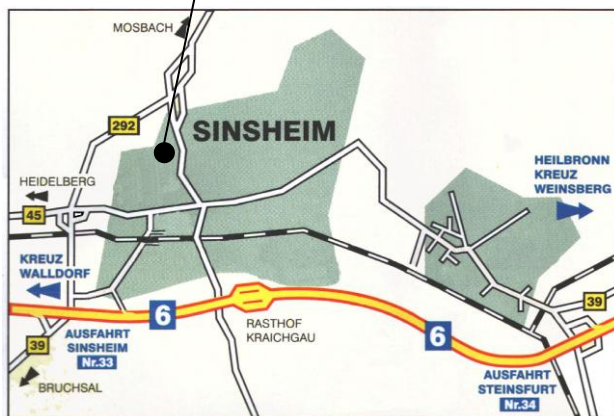 MOSBACH
292
SINSHEIM
HEILBRONN
KREUZ
WEINSBERG
HEIDELBERG
45
KREUZ
WALLDORF
39
6
RASTHOF
KRAICHGAU
6
AUSFAHRT
SINSHEIM
Nr.33
39
BRUCHSAL
AUSFAHRT
STEINSFURT
Nr.34